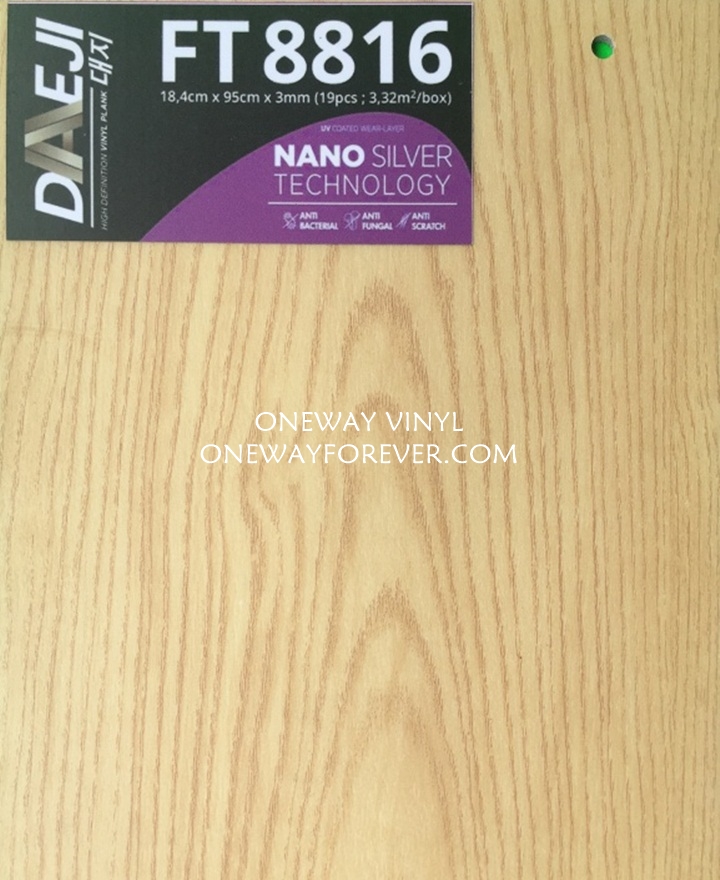 DAEJI 대지
HIGH DEFINITION VINYL PLANK
FT 8816
18,4cm x 95cm x 3mm (19pcs ; 3,32m²/box)
UV COATED WEAR-LAYER
NANO SILVER
TECHNOLOGY
ANTI BACTERIAL
ANTI FUNGAL
ANTI SCRATCH
ONEWAY VINYL
ONEWAYFOREVER.COM